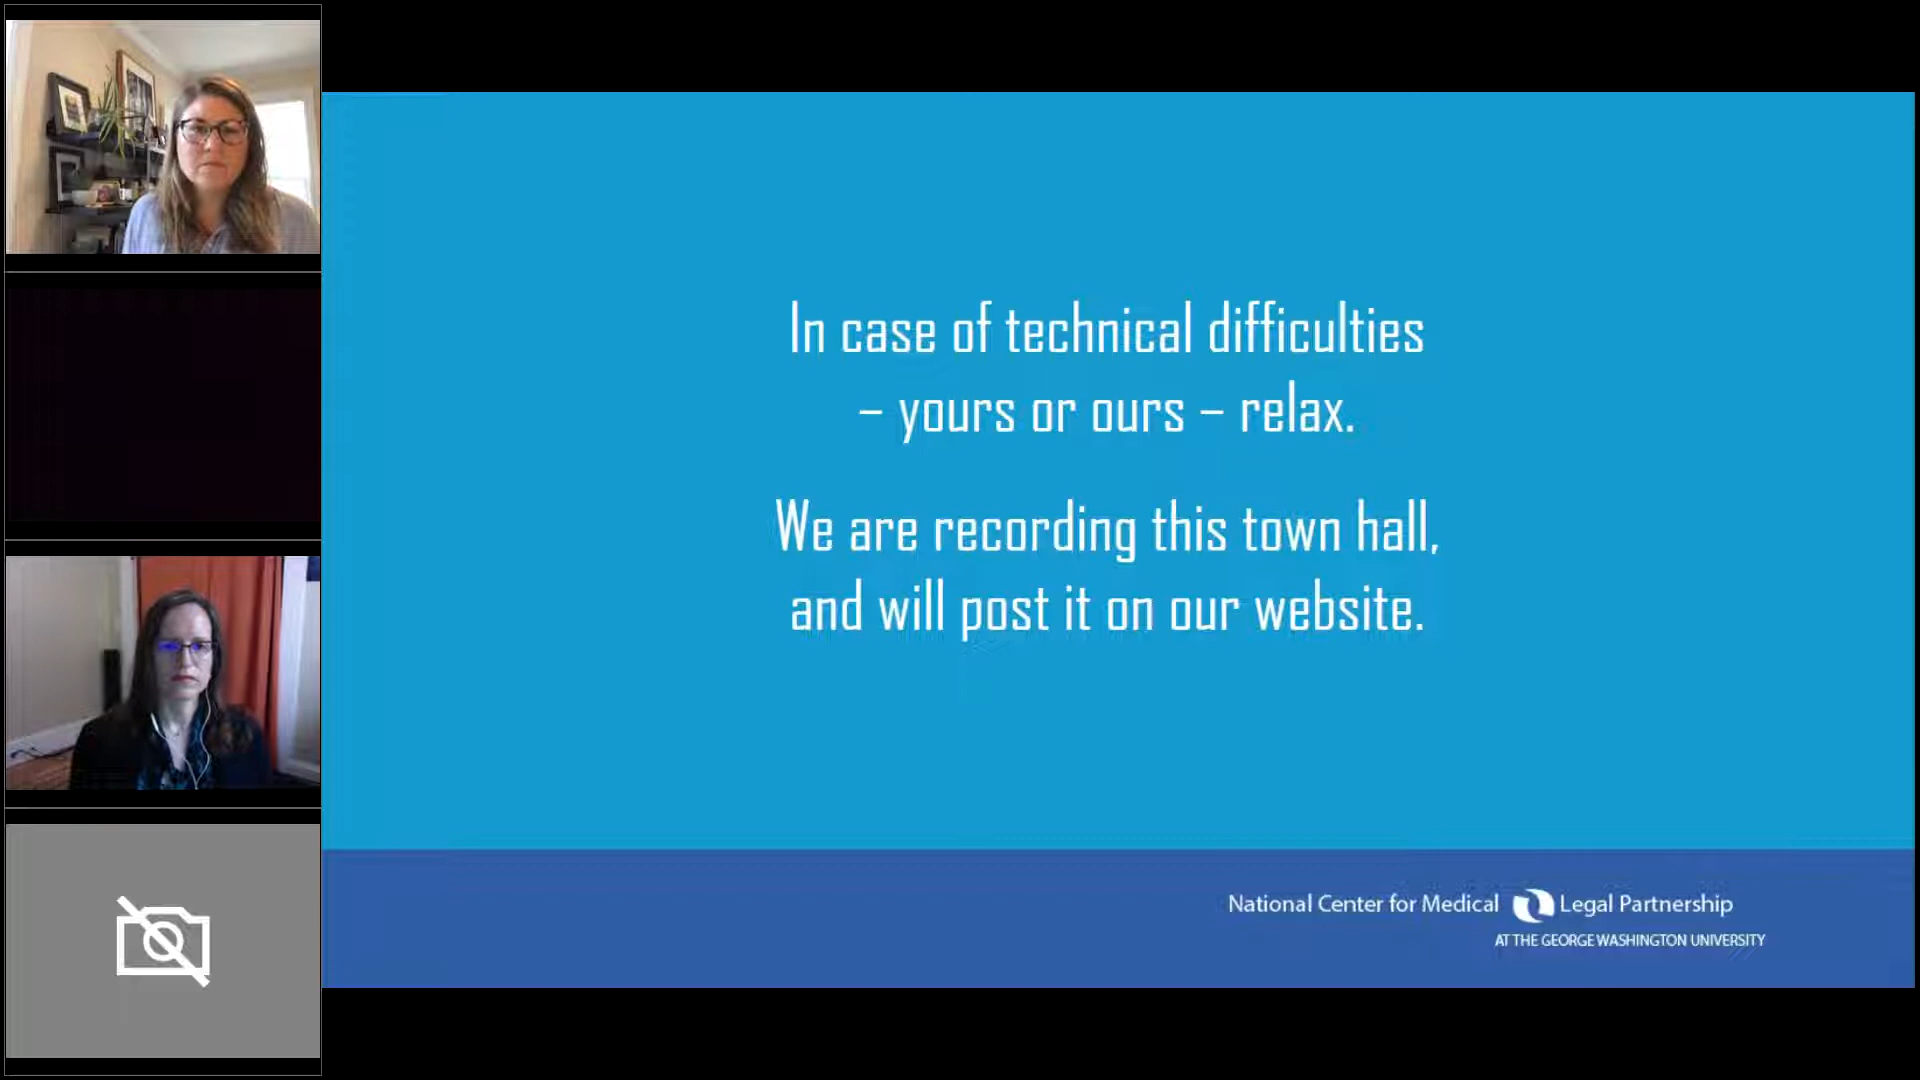 In case of technical difficulties
– yours or ours – relax.
We are recording this town hall,
and will post it on our website.
National Center for Medical Legal Partnership
AT THE GEORGE WASHINGTON UNIVERSITY